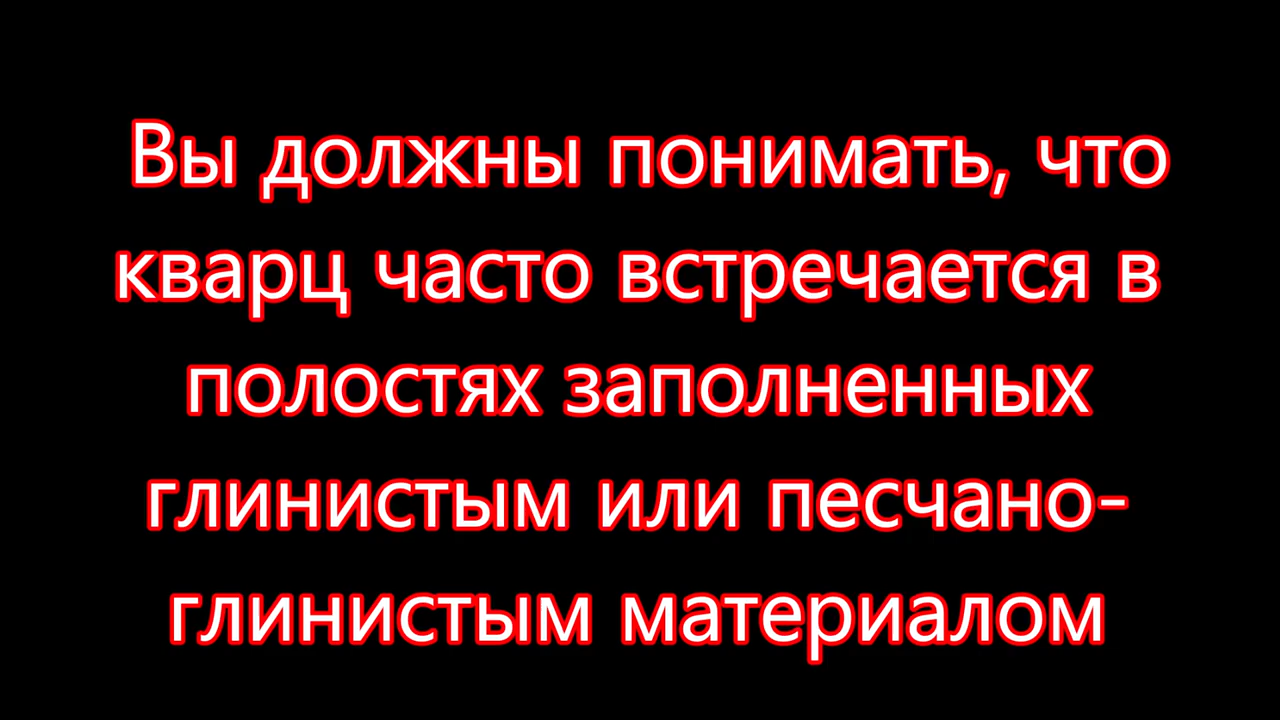 Вы должны понимать, что
кварц часто встречается в
полостях заполненных
глинистым или песчано-
глинистым материалом